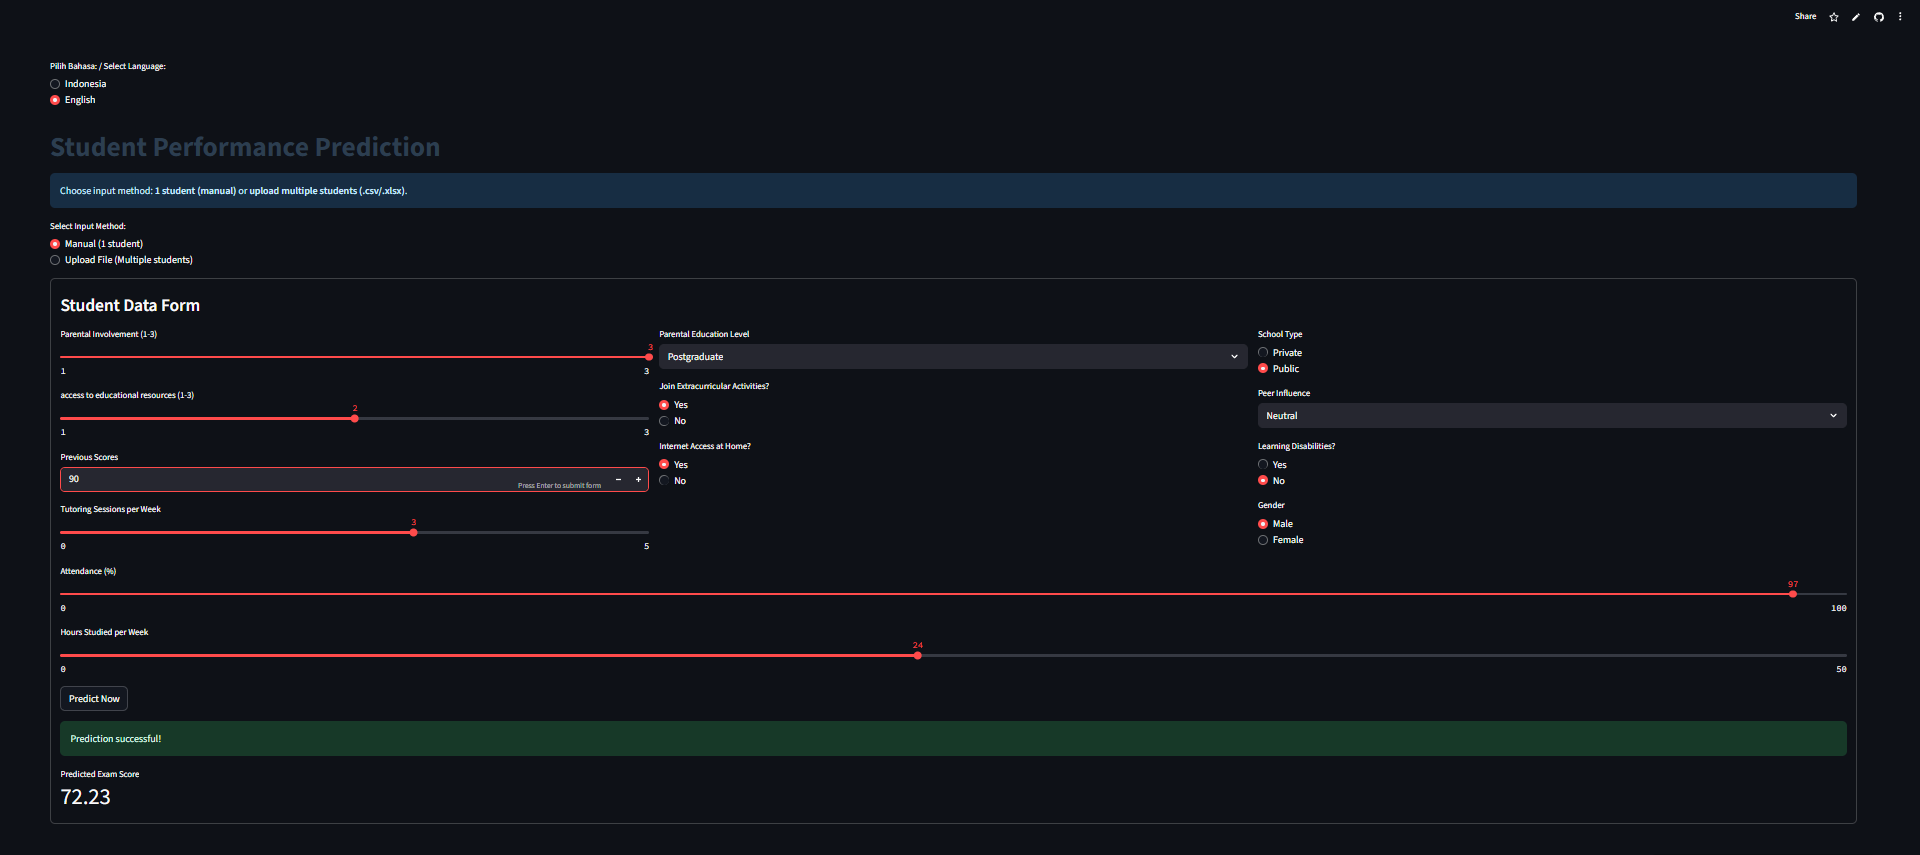 Share
Pilih Bahasa: / Select Language:
Indonesia
English
Student Performance Prediction
Choose input method: 1 student (manual) or upload multiple students (.csv/.xlsx).
Select Input Method:
Manual (1 student)
Upload File (Multiple students)
Student Data Form
Parental Involvement (1-3)
3
1
3
access to educational resources (1-3)
2
1
3
Previous Scores
90
Press Enter to submit form
Tutoring Sessions per Week
3
0
5
Parental Education Level
Postgraduate
Join Extracurricular Activities?
Yes
No
Internet Access at Home?
Yes
No
School Type
Private
Public
Peer Influence
Neutral
Learning Disabilities?
Yes
No
Gender
Male
Female
Attendance (%)
97
0
100
Hours Studied per Week
24
0
50
Predict Now
Prediction successful!
Predicted Exam Score
72.23